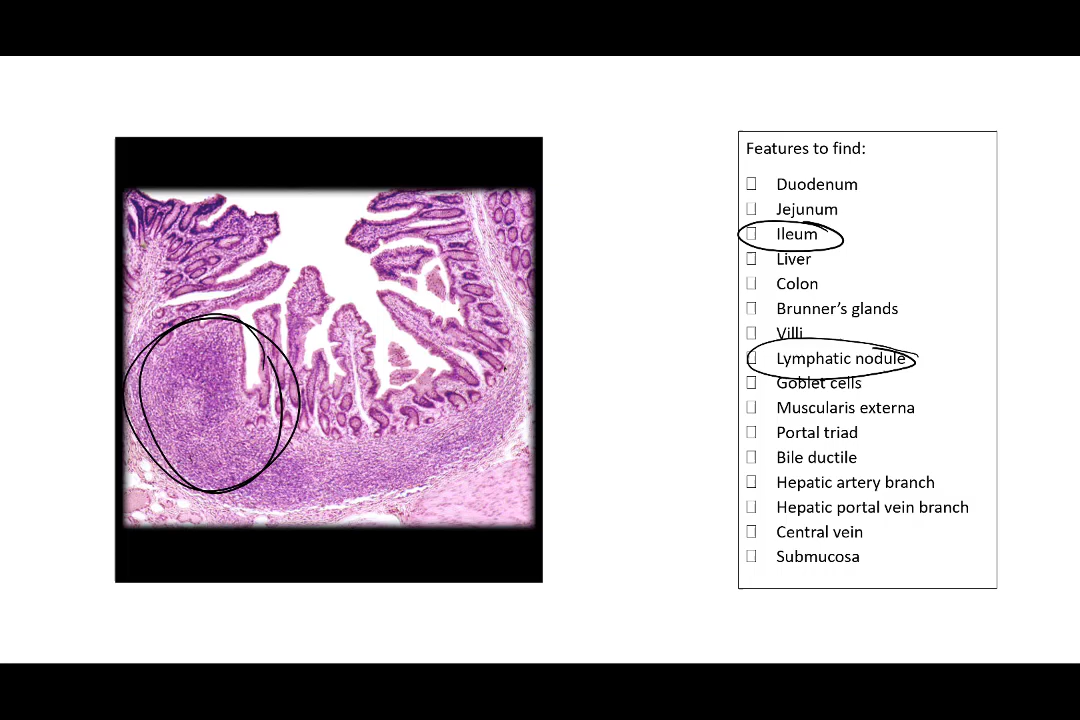 Features to find:
Duodenum
Jejunum
Ileum
Liver
Colon
Brunner's glands
Villi
Lymphatic nodule
Goblet cells
Muscularis externa
Portal triad
Bile ductile
Hepatic artery branch
Hepatic portal vein branch
Central vein
Submucosa